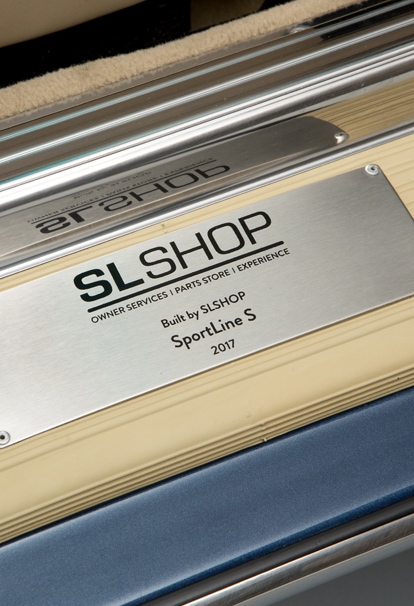 SLSHOP
OWNER SERVICES | PARTS STORE | EXPERIENCE
Built by SLSHOP
SportLine S
2017